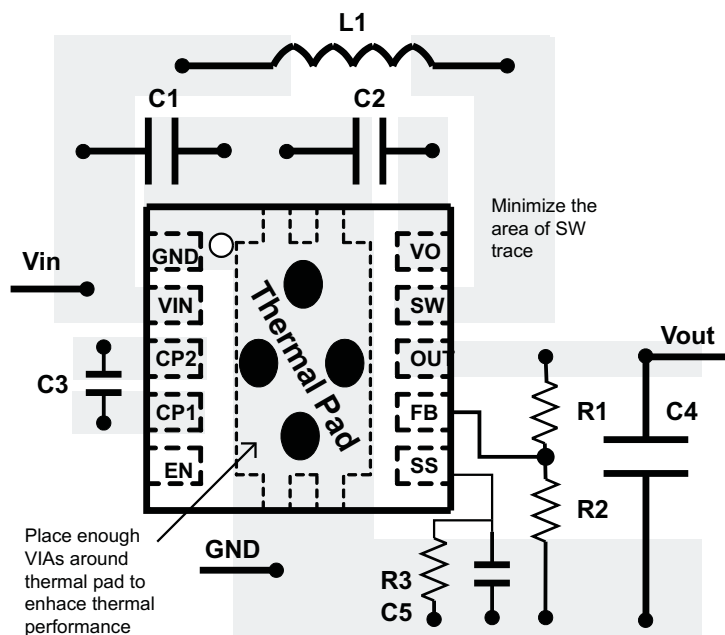 L1
C1
C2
Minimize the
area of SW
trace
Vin
GND
VIN
CP2
CP1
EN
Thermal Pad
VO
SW
OUT
FB
SS
C3
Vout
R1
C4
R2
Place enough
VIAs around
thermal pad to
enhace thermal
performance
GND
R3
C5